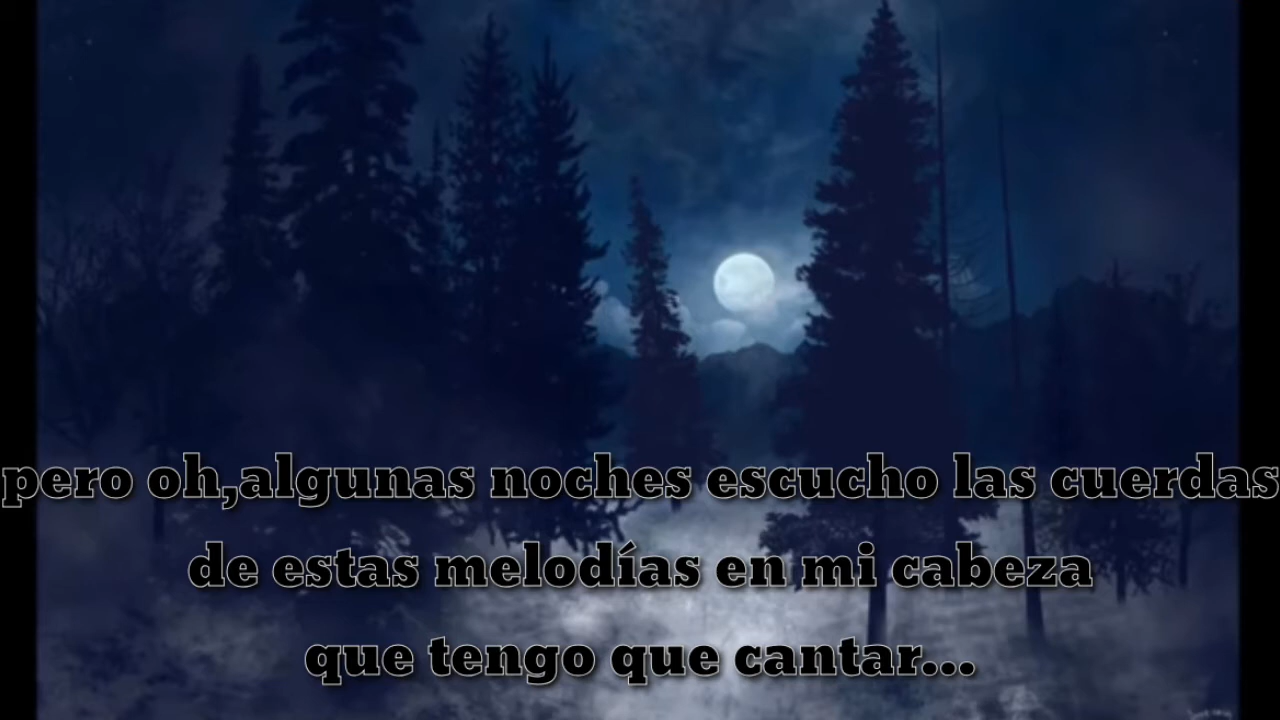 pero oh,algunas noches escucho las cuerdas
de estas melodías en mi cabeza
que tengo que cantar...